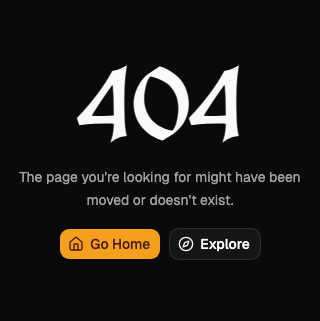 404
The page you're looking for might have been
moved or doesn't exist.
Go Home
Explore